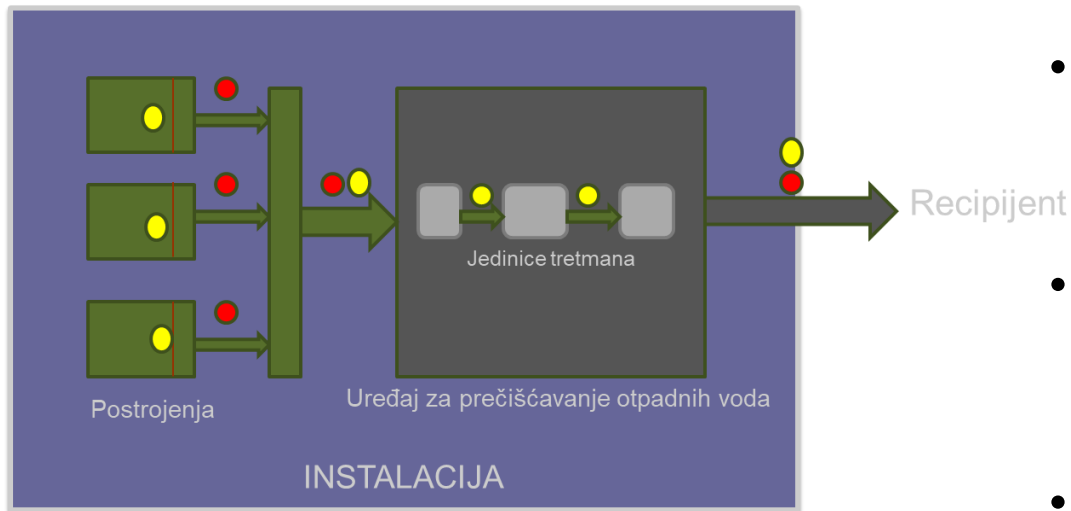 Recipijent
Jedinice tretmana
Uređaj za prečišćavanje otpadnih voda
Postrojenja
INSTALACIJA